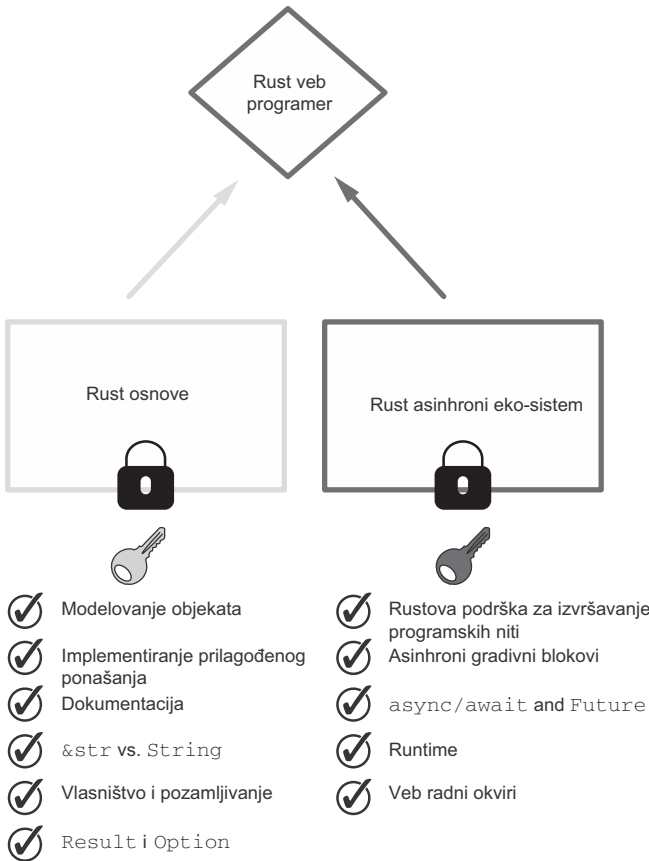 Rust veb
programer
Rust osnove
Rust asinhroni eko-sistem
Modelovanje objekata
Implementiranje prilagođenog
ponašanja
Dokumentacija
&str vs. String
Vlasništvo i pozamljivanje
Result i Option
Rustova podrška za izvršavanje
programskih niti
Asinhroni gradivni blokovi
async/await and Future
Runtime
Veb radni okviri